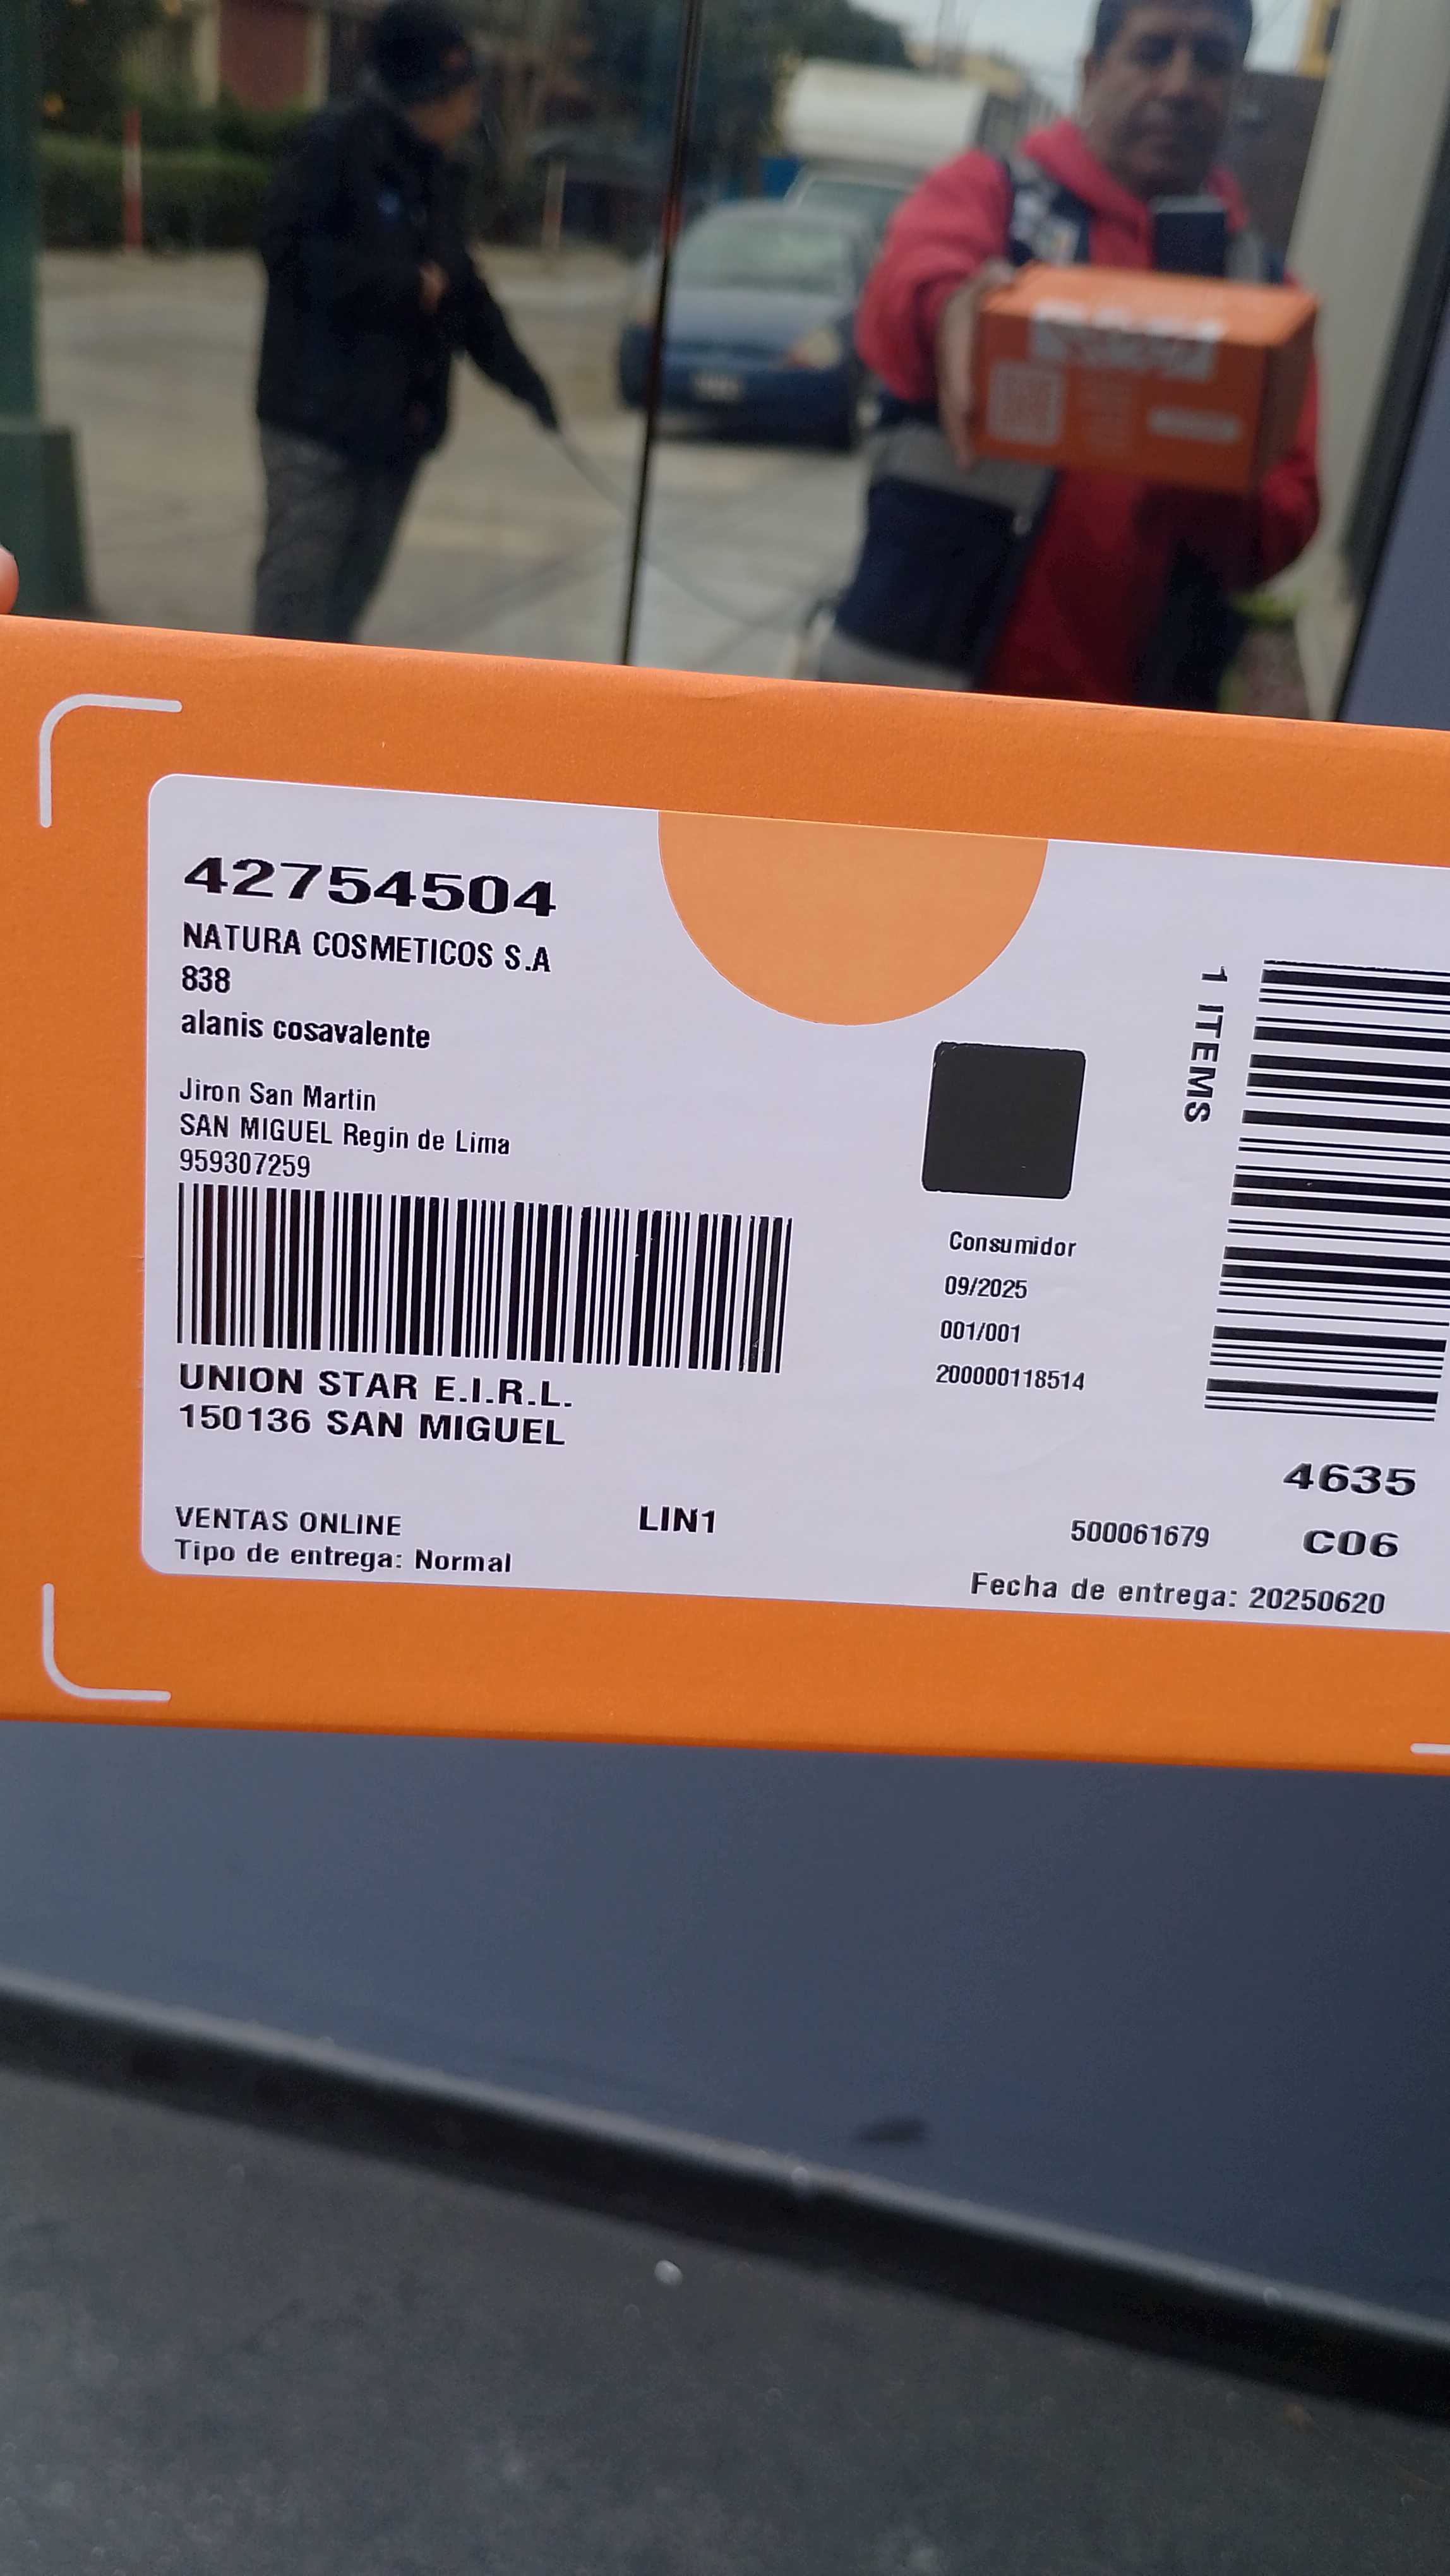 42754504
NATURA COSMETICOS S.A
838
alanis cosavalente
Jiron San Martin
SAN MIGUEL Regin de Lima
959307259
UNION STAR E.I.R.L.
150136 SAN MIGUEL
VENTAS ONLINE
Tipo de entrega: Normal
LIN1
Consumidor
09/2025
001/001
200000118514
1 ITEMS
4635
500061679
C06
Fecha de entrega: 20250620